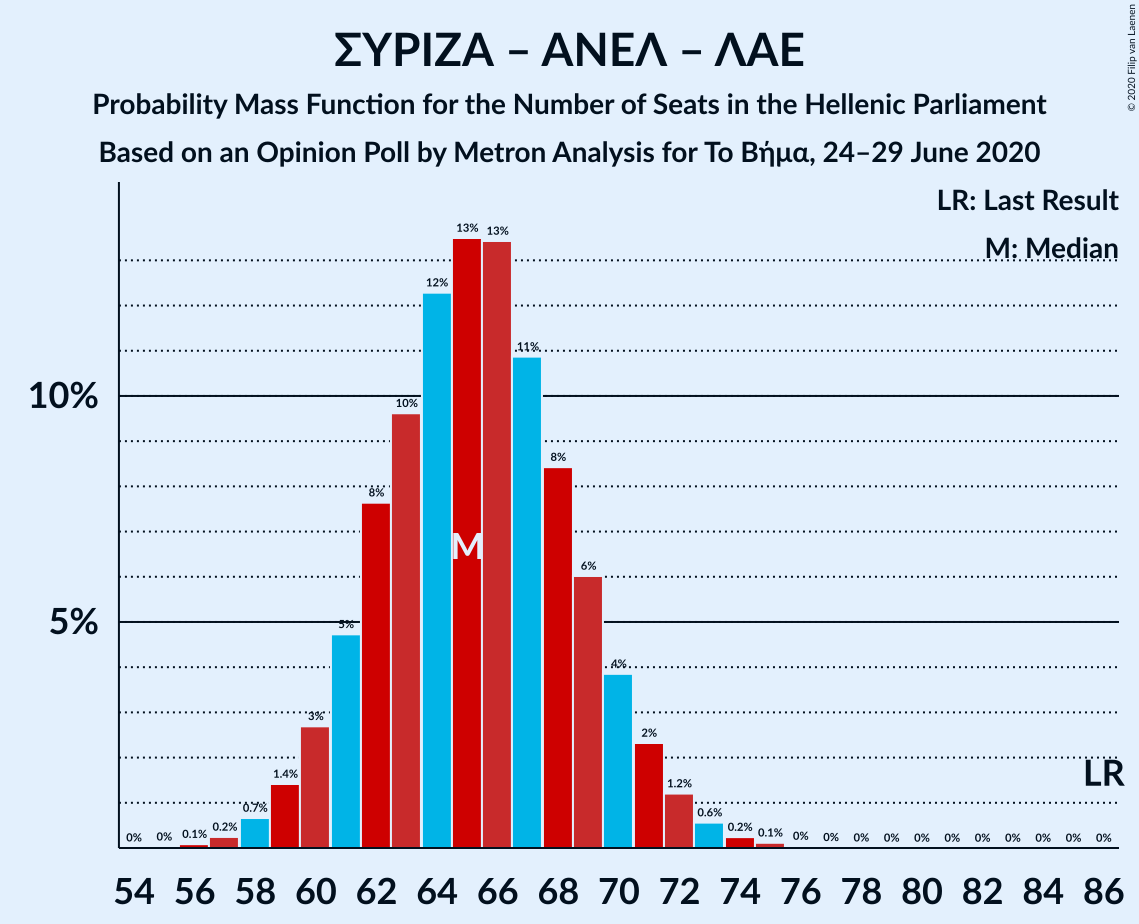 ΣΥΡΙΖΑ – ΑΝΕΛ – ΛΑΕ
Probability Mass Function for the Number of Seats in the Hellenic Parliament
Based on an Opinion Poll by Metron Analysis for Το Βήμα, 24–29 June 2020
© 2020 Filip van Laenen
LR: Last Result
M: Median
10%
5%
0% 0% 0.1% 0.2% 0.7% 1.4% 3% 5% 8% 10% 12% 13% 13% 11% 8% 6% 4% 2% 1.2% 0.6% 0.2% 0.1% 0% 0% 0% 0% 0% 0% 0% 0% 0% 0% 0%
M
LR
54 56 58 60 62 64 66 68 70 72 74 76 78 80 82 84 86